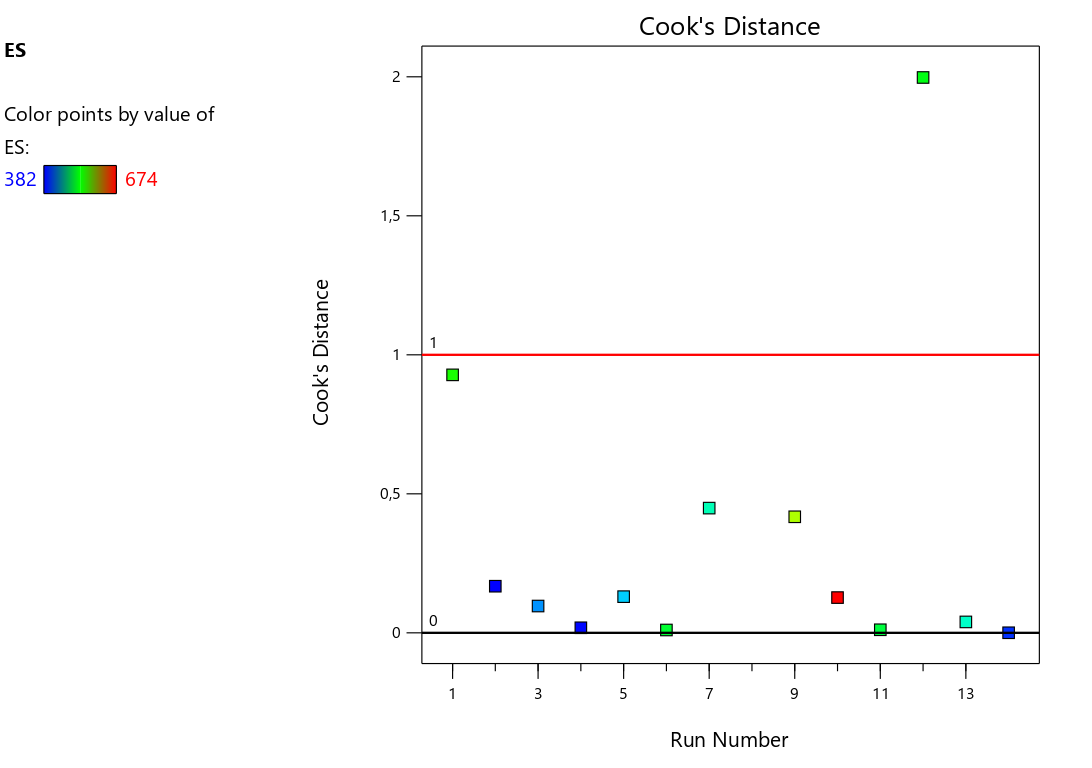 ES
Color points by value of
ES:
382 674
Cook's Distance
Cook's Distance
2
1,5
1
0,5
0
1
0
1 3 5 7 9 11 13
Run Number